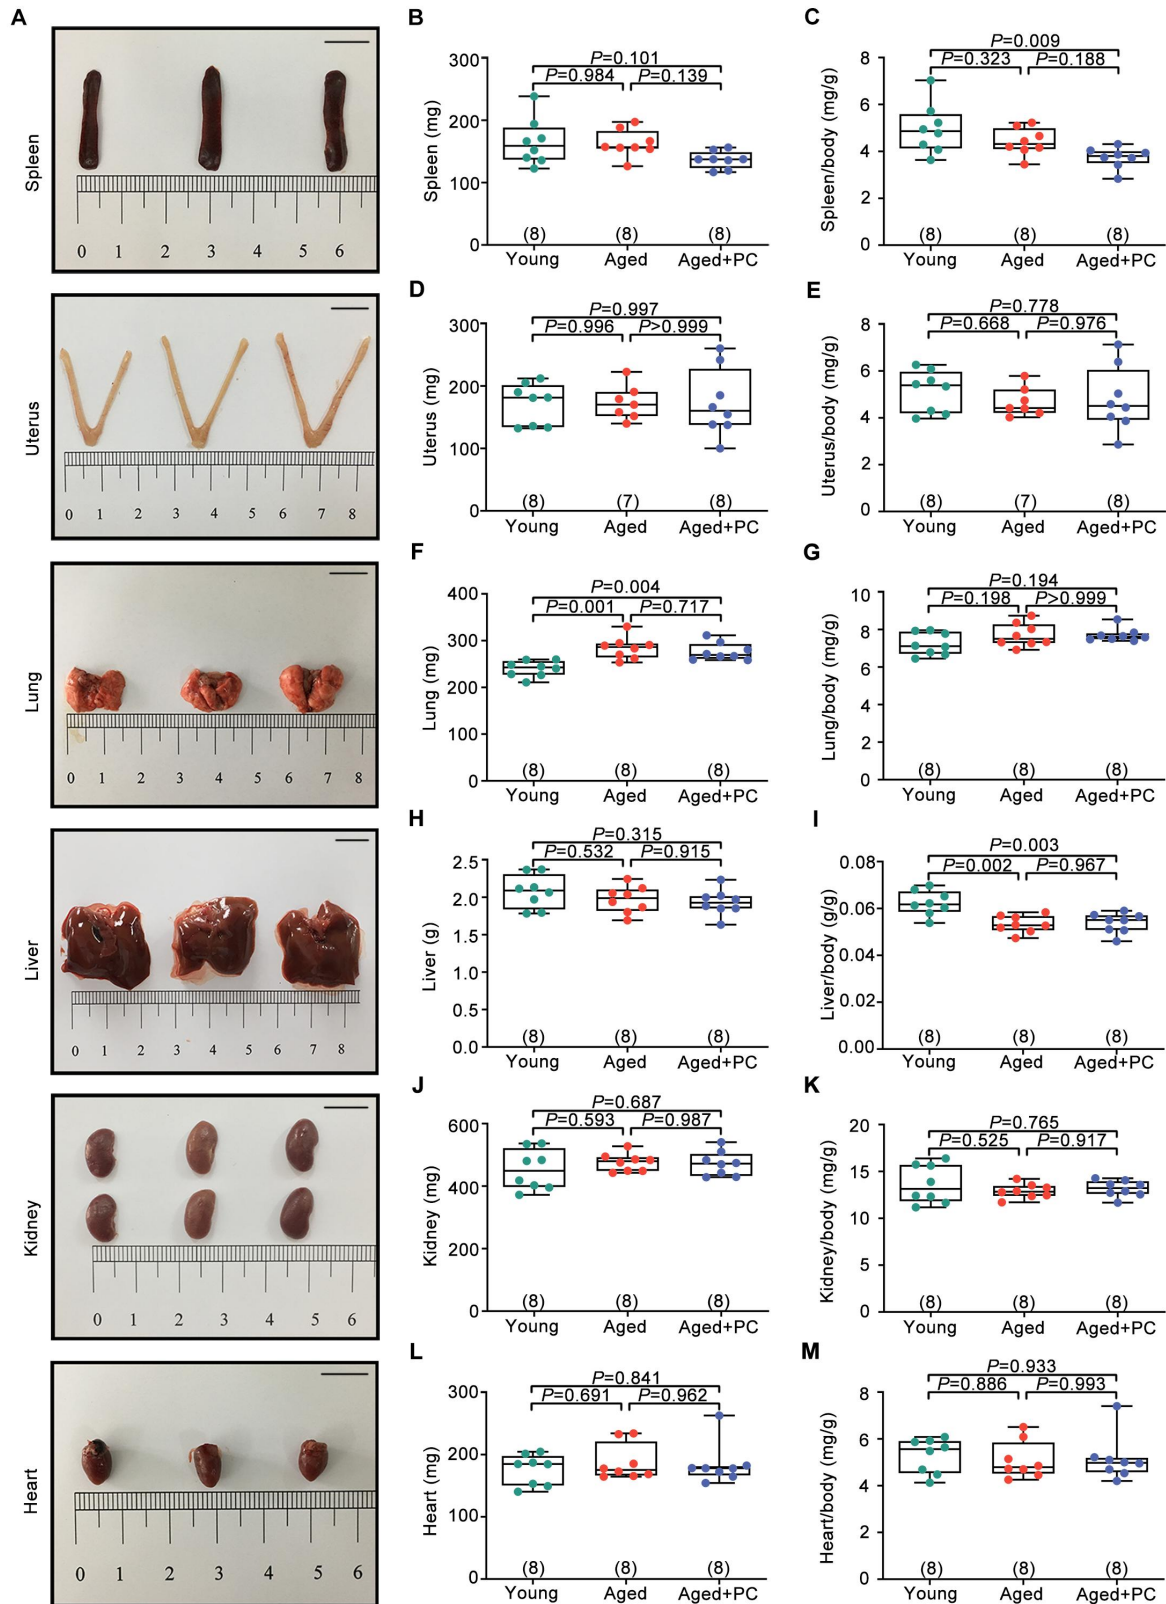 A
Spleen
0 1 2 3 4 5 6
B
Spleen (mg)
P=0.101
P=0.984 P=0.139
300
200
100
0
(8) (8) (8)
Young Aged Aged+PC
C
Spleen/body (mg/g)
P=0.009
P=0.323 P=0.188
8
6
4
2
0
(8) (8) (8)
Young Aged Aged+PC
Uterus
0 1 2 3 4 5 6 7 8
D
Uterus (mg)
P=0.997
P=0.996 P>0.999
300
200
100
0
(8) (7) (8)
Young Aged Aged+PC
E
Uterus/body (mg/g)
P=0.778
P=0.668 P=0.976
8
6
4
2
0
(8) (7) (8)
Young Aged Aged+PC
Lung
0 1 2 3 4 5 6 7 8
F
Lung (mg)
P=0.004
P=0.001 P=0.717
400
300
200
100
0
(8) (8) (8)
Young Aged Aged+PC
G
Lung/body (mg/g)
P=0.194
P=0.198 P>0.999
10
8
6
4
2
0
(8) (8) (8)
Young Aged Aged+PC
Liver
0 1 2 3 4 5 6 7 8
H
Liver (g)
P=0.315
P=0.532 P=0.915
2.5
2.0
1.5
1.0
0.5
0.0
(8) (8) (8)
Young Aged Aged+PC
I
Liver/body (g/g)
P=0.003
P=0.002 P=0.967
0.08
0.06
0.04
0.02
0.00
(8) (8) (8)
Young Aged Aged+PC
Kidney
0 1 2 3 4 5 6
J
Kidney (mg)
P=0.687
P=0.593 P=0.987
600
400
200
0
(8) (8) (8)
Young Aged Aged+PC
K
Kidney/body (mg/g)
P=0.765
P=0.525 P=0.917
20
15
10
5
0
(8) (8) (8)
Young Aged Aged+PC
Heart
0 1 2 3 4 5 6
L
Heart (mg)
P=0.841
P=0.691 P=0.962
300
200
100
0
(8) (8) (8)
Young Aged Aged+PC
M
Heart/body (mg/g)
P=0.933
P=0.886 P=0.993
8
6
4
2
0
(8) (8) (8)
Young Aged Aged+PC